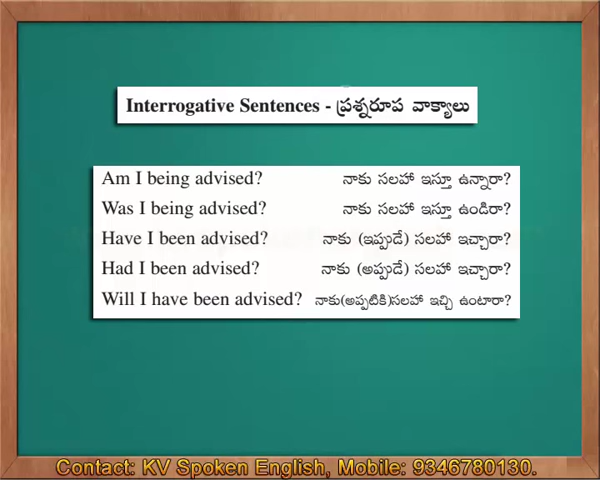 Interrogative Sentences - ప్రశ్నరూప వాక్యాలు
Am I being advised? నాకు సలహా ఇస్తూ ఉన్నారా?
Was I being advised? నాకు సలహా ఇస్తూ ఉండిరా?
Have I been advised? నాకు (ఇప్పుడే) సలహా ఇచ్చారా?
Had I been advised? నాకు (అప్పుడే) సలహా ఇచ్చారా?
Will I have been advised? నాకు(అప్పటికి)సలహా ఇచ్చి ఉంటారా?
Contact: KV Spoken English, Mobile: 9346780130.